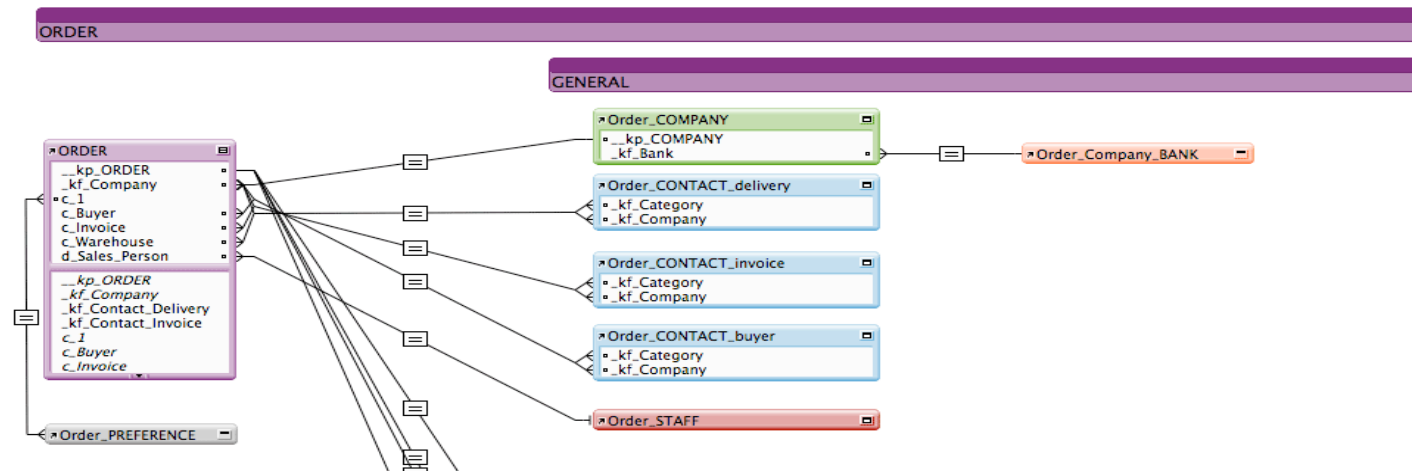 ORDER
GENERAL
ORDER
__kp_ORDER
_kf_Company
c_1
c_Buyer
c_Invoice
c_Warehouse
d_Sales_Person
__kp_ORDER
_kf_Company
_kf_Contact_Delivery
_kf_Contact_Invoice
c_1
c_Buyer
c_Invoice
Order_PREFERENCE
Order_COMPANY
__kp_COMPANY
_kf_Bank
Order_Company_BANK
Order_CONTACT_delivery
_kf_Category
_kf_Company
Order_CONTACT_invoice
_kf_Category
_kf_Company
Order_CONTACT_buyer
_kf_Category
_kf_Company
Order_STAFF